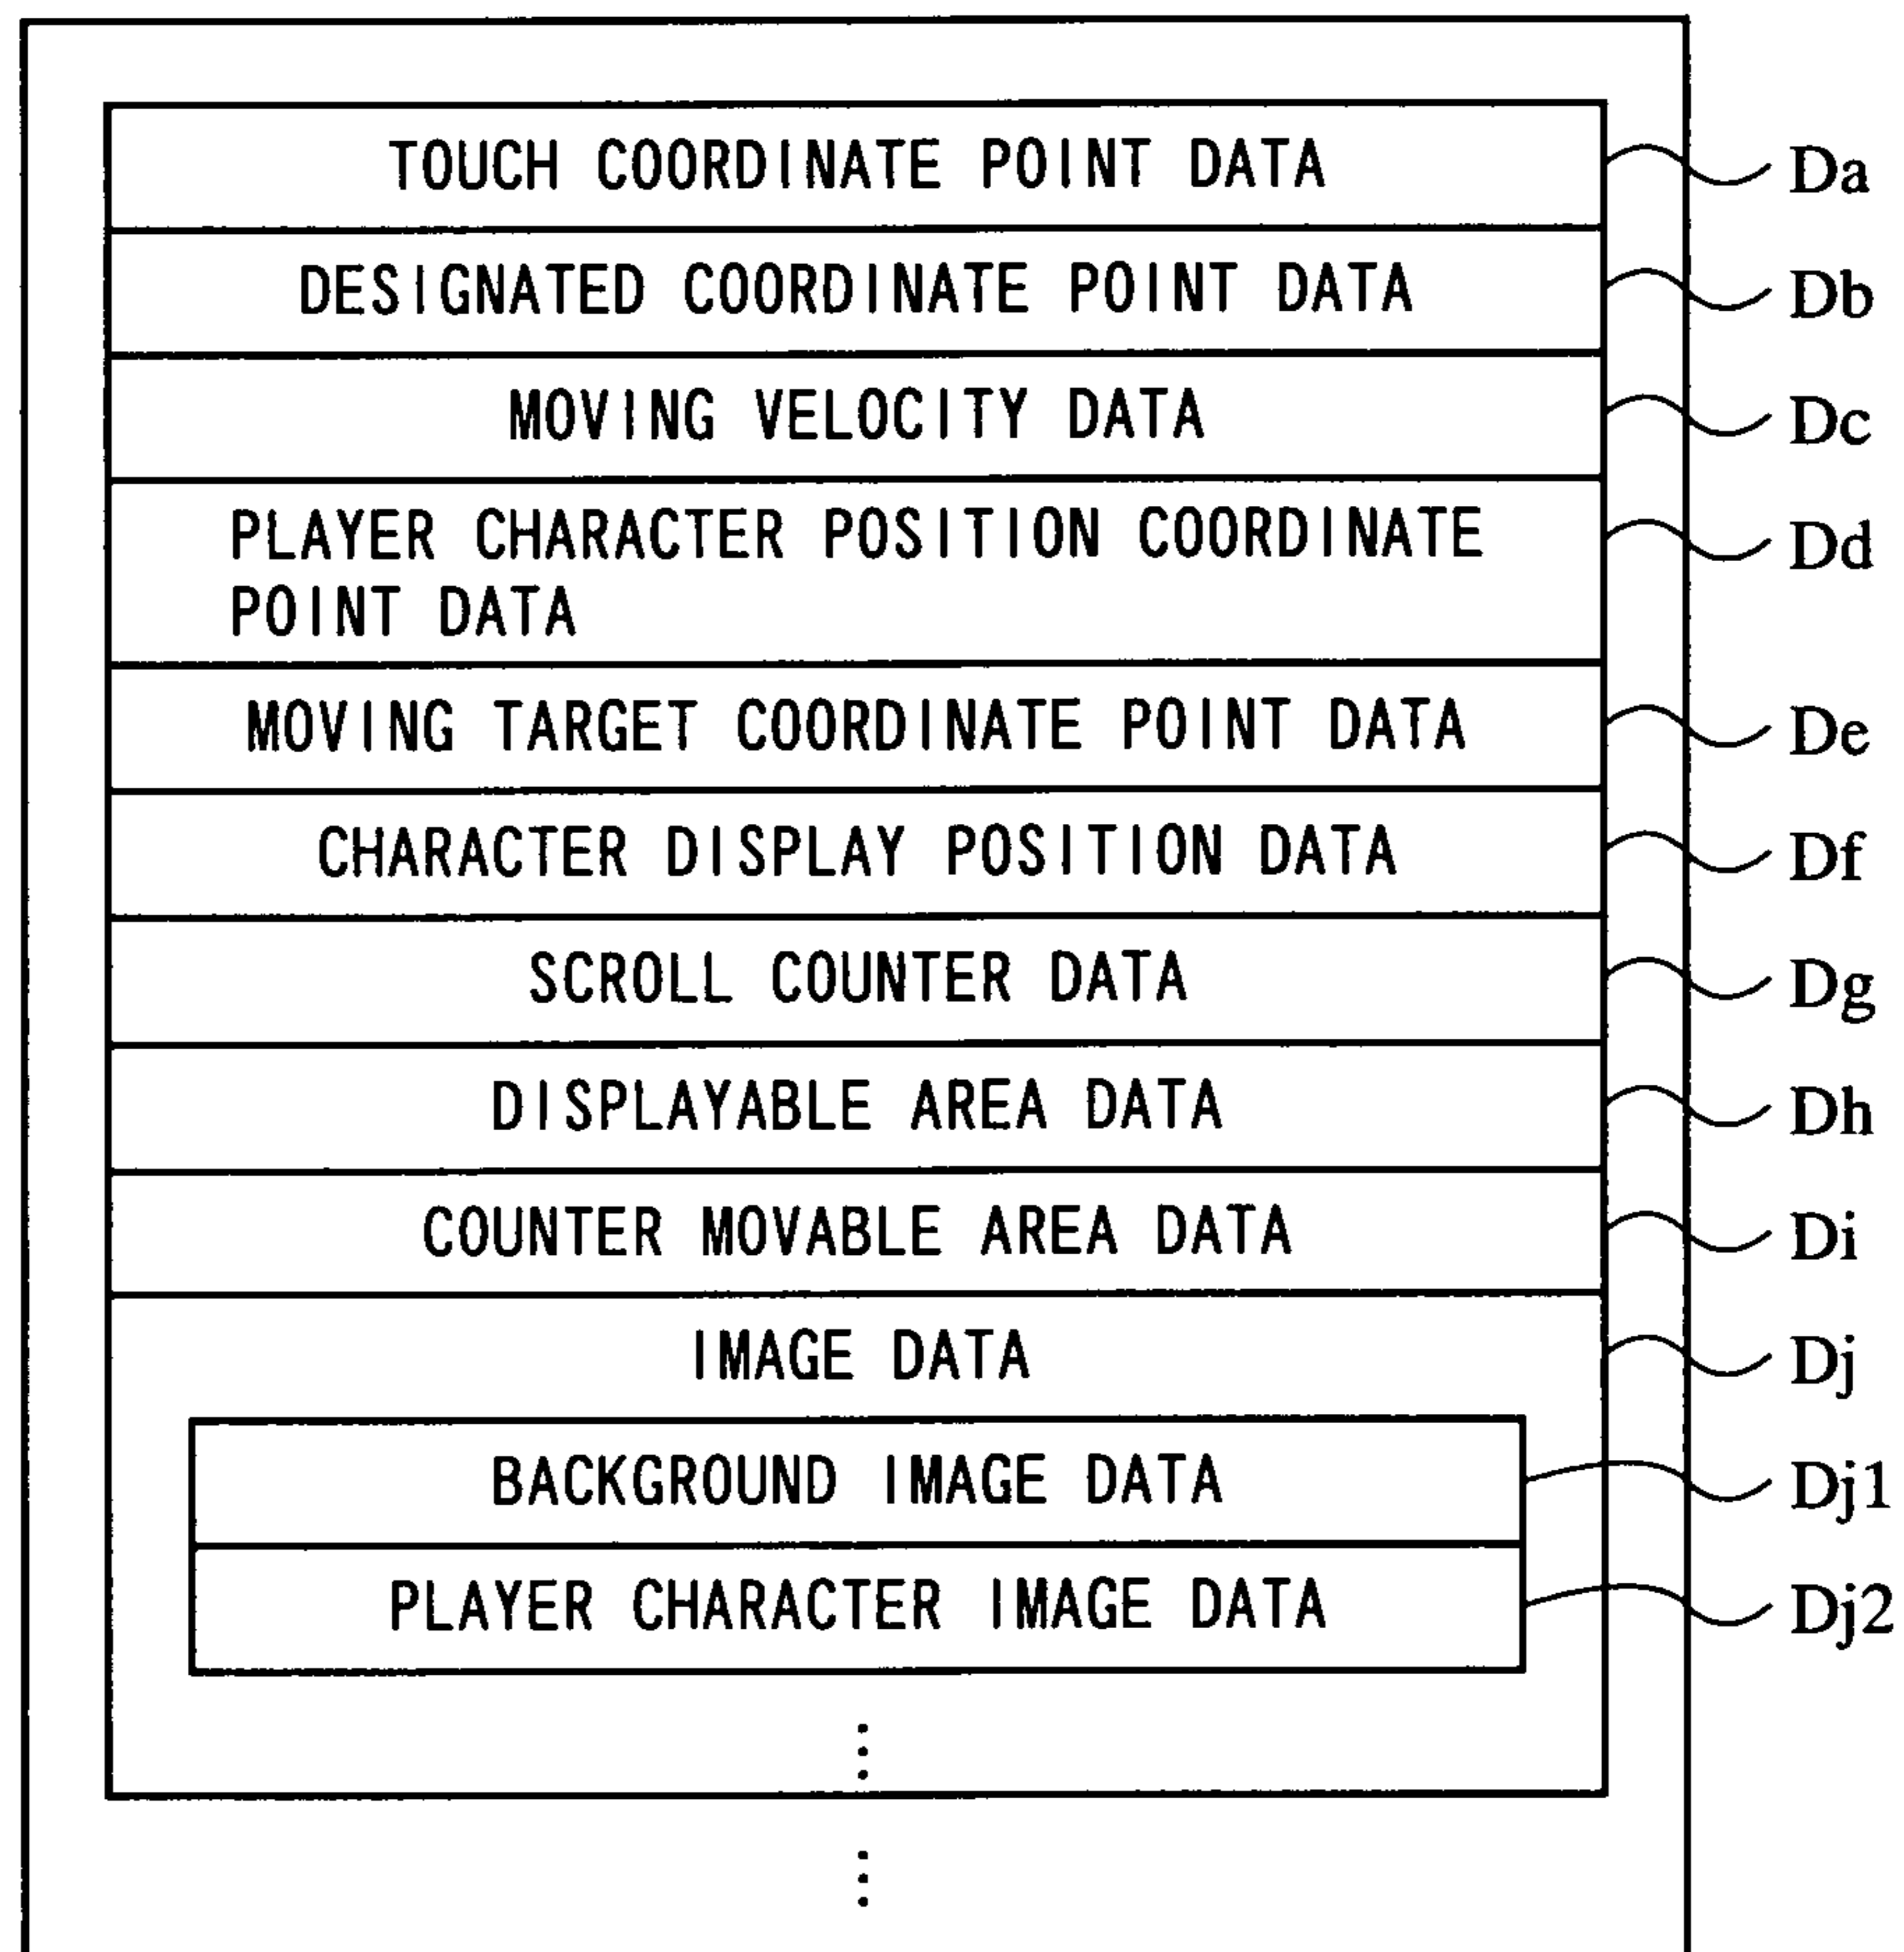 TOUCH COORDINATE POINT DATA Da
DESIGNATED COORDINATE POINT DATA Db
MOVING VELOCITY DATA Dc
PLAYER CHARACTER POSITION COORDINATE Dd
POINT DATA
MOVING TARGET COORDINATE POINT DATA De
CHARACTER DISPLAY POSITION DATA Df
SCROLL COUNTER DATA Dg
DISPLAYABLE AREA DATA Dh
COUNTER MOVABLE AREA DATA Di
IMAGE DATA Dj
BACKGROUND IMAGE DATA Dj1
PLAYER CHARACTER IMAGE DATA Dj2